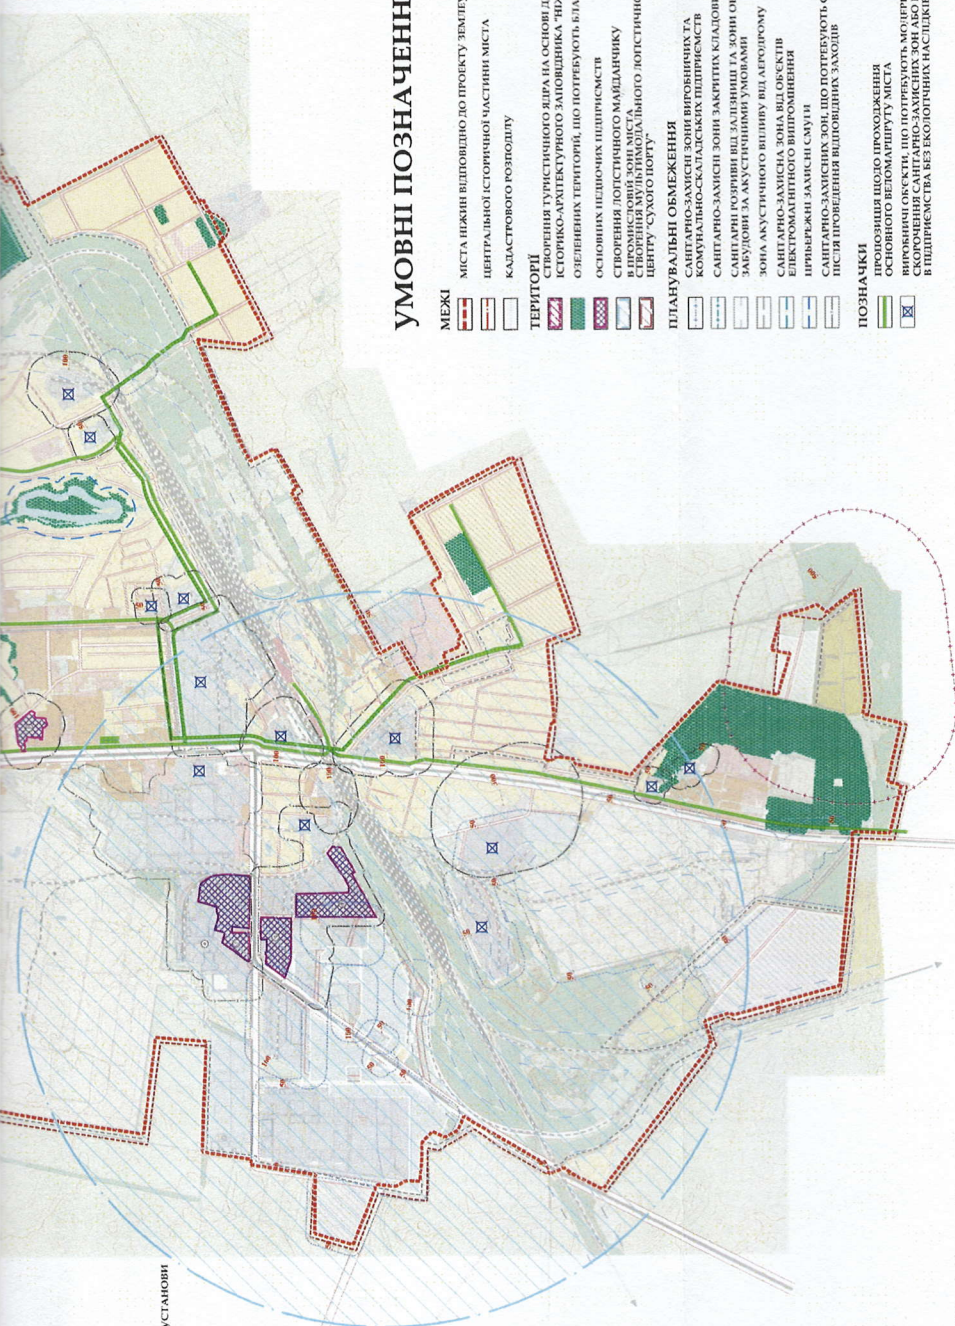 УМОВНІ ПОЗНАЧЕНН
МЕЖІ
МІСТА НІЖИН ВІДПОВІДНО ДО ПРОЕКТУ ЗЕМЛЕ
ЦЕНТРАЛЬНОЇ ІСТОРИЧНОЇ ЧАСТИНИ МІСТА
КАДАСТРОВОГО РОЗПОДІЛУ
ТЕРИТОРІЇ
СТВОРЕННЯ ТУРИСТИЧНОГО ЯДРА НА ОСНОВІ
ІСТОРИКО-АРХІТЕКТУРНОГО ЗАПОВІДНИКА "НІ
ОЗЕЛЕНЕНИХ ТЕРИТОРІЙ, ЩО ПОТРЕБУЮТЬ БЛА
ОСНОВНИХ ІСНУЮЧИХ ПІДПРИЄМСТВ
СТВОРЕННЯ ЛОГІСТИЧНОГО МАЙДАНЧИКУ
В ПРОМИСЛОВІЙ ЗОНІ МІСТА
СТВОРЕННЯ МУЛЬТИМОДАЛЬНОГО ЛОГІСТИЧНО
ЦЕНТРУ "СУХОГО ПОРТУ"
ПЛАНУВАЛЬНІ ОБМЕЖЕННЯ
САНІТАРНО-ЗАХИСНІ ЗОНИ ВИРОБНИЧИХ ТА
КОМУНАЛЬНО-СКЛАДСЬКИХ ПІДПРИЄМСТВ
САНІТАРНО-ЗАХИСНІ ЗОНИ ЗАКРИТИХ КЛАДОВИ
САНІТАРНІ РОЗРИВИ ВІД ЗАЛІЗНИЦІ ТА ЗОНИ ОБ
ЗАБУДОВИ ЗА АКУСТИЧНИМИ УМОВАМИ
ЗОНА АКУСТИЧНОГО ВПЛИВУ ВІД АЕРОДРОМУ
САНІТАРНО-ЗАХИСНА ЗОНА ВІД ОБ'ЄКТІВ
ЕЛЕКТРОМАГНІТНОГО ВИПРОМІНЕННЯ
ПРИБЕРЕЖНІ ЗАХИСНІ СМУГИ
САНІТАРНО-ЗАХИСНИХ ЗОН, ЩО ПОТРЕБУЮТЬ
ПІСЛЯ ПРОВЕДЕННЯ ВІДПОВІДНИХ ЗАХОДІВ
ПОЗНАЧКИ
ПРОПОЗИЦІЯ ЩОДО ПРОХОДЖЕННЯ
ОСНОВНОГО ВЕЛОМАРШРУТУ МІСТА
ВИРОБНИЧІ ОБ'ЄКТИ, ЩО ПОТРЕБУЮТЬ МОДЕР
СКОРОЧЕННЯ САНІТАРНО-ЗАХИСНИХ ЗОН АБО
В ПІДПРИЄМСТВА БЕЗ ЕКОЛОГІЧНИХ НАСЛІДКІ
УСТАНОВИ